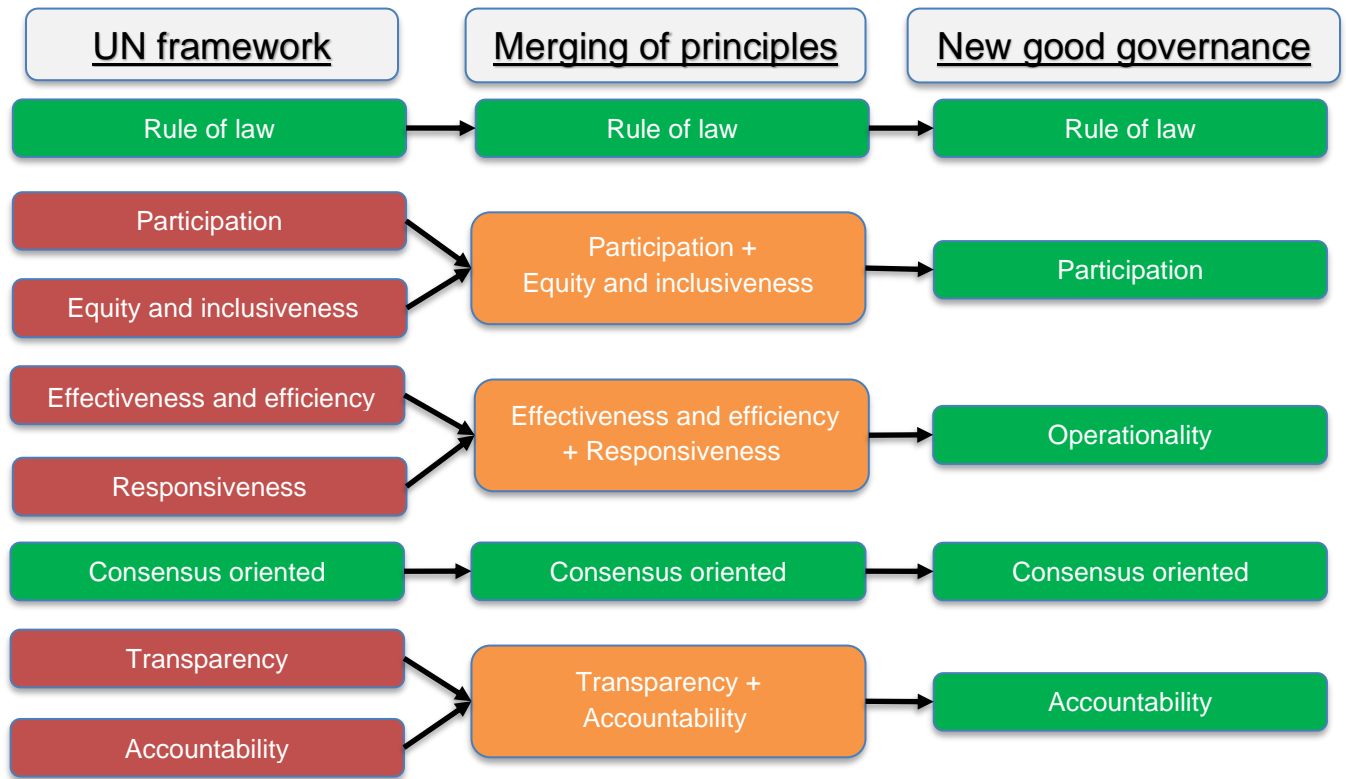 UN framework
Merging of principles
New good governance
Rule of law
Rule of law
Rule of law
Participation
Equity and inclusiveness
Participation +
Equity and inclusiveness
Participation
Effectiveness and efficiency
Responsiveness
Effectiveness and efficiency
+ Responsiveness
Operationality
Consensus oriented
Consensus oriented
Consensus oriented
Transparency
Accountability
Transparency +
Accountability
Accountability